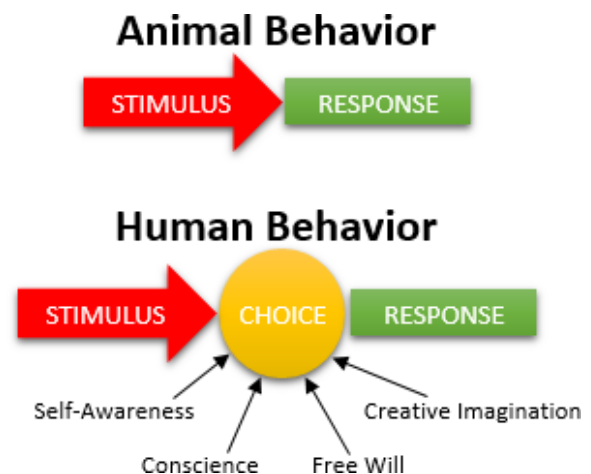 Animal Behavior
STIMULUS RESPONSE
Human Behavior
STIMULUS CHOICE RESPONSE
Self-Awareness Creative Imagination
Conscience Free Will